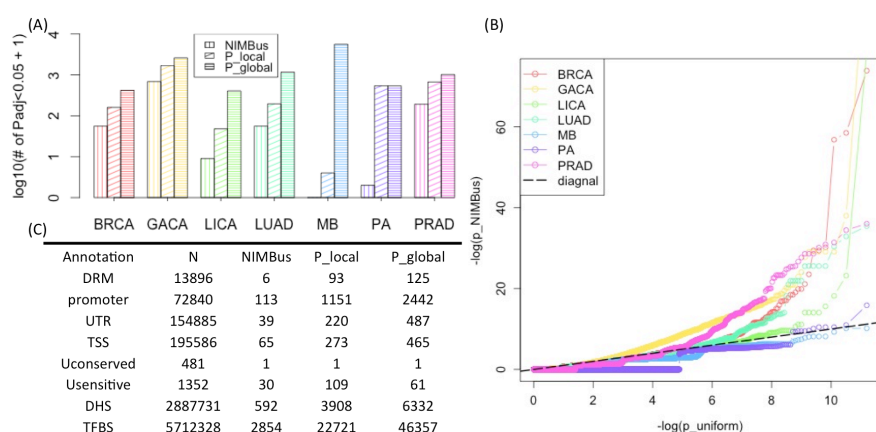 (A)
log10(# of Padj<0.05 + 1)
4
3
2
1
0
NIMBus
P_local
P_global
BRCA GACA LICA LUAD MB PA PRAD
(B)
-log(p_NIMBus)
60
40
20
0
BRCA
GACA
LICA
LUAD
MB
PA
PRAD
diagnal
0 2 4 6 8 10
-log(p_uniform)
(C)
Annotation N NIMBus P_local P_global
DRM 13896 6 93 125
promoter 72840 113 1151 2442
UTR 154885 39 220 487
TSS 195586 65 273 465
Uconserved 481 1 1 1
Usensitive 1352 30 109 61
DHS 2887731 592 3908 6332
TFBS 5712328 2854 22721 46357